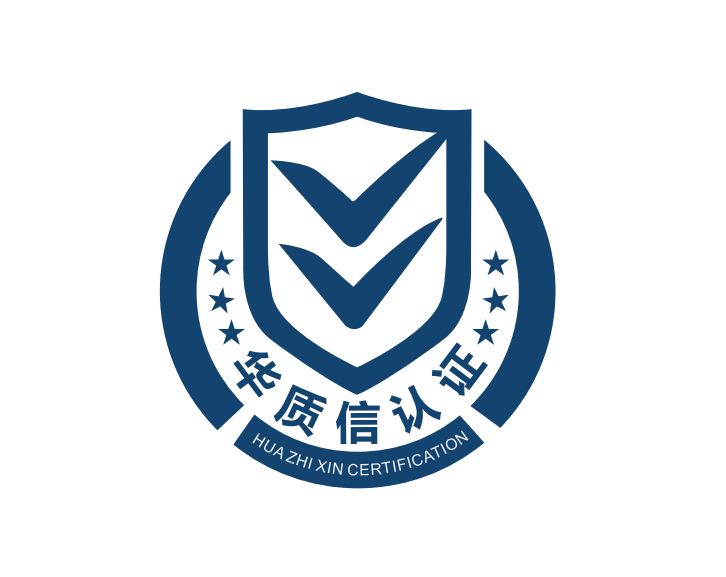 华质信认证
HUA ZHI XIN CERTIFICATION